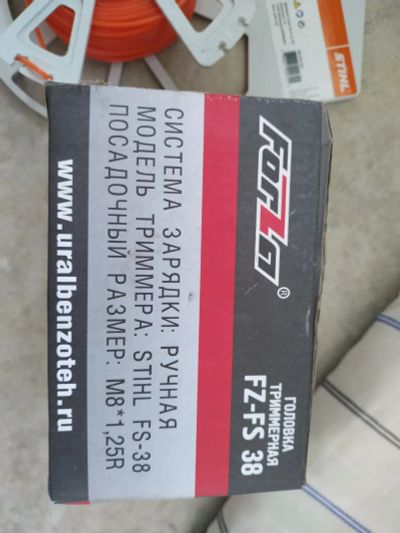 Forza®
ГОЛОВКА
ТРИММЕРНАЯ
FZ-FS 38
СИСТЕМА ЗАРЯДКИ: РУЧНАЯ
МОДЕЛЬ ТРИММЕРА: STIHL FS-38
ПОСАДОЧНЫЙ РАЗМЕР: M8*1,25R
www.uralbenzoteh.ru
STIHL